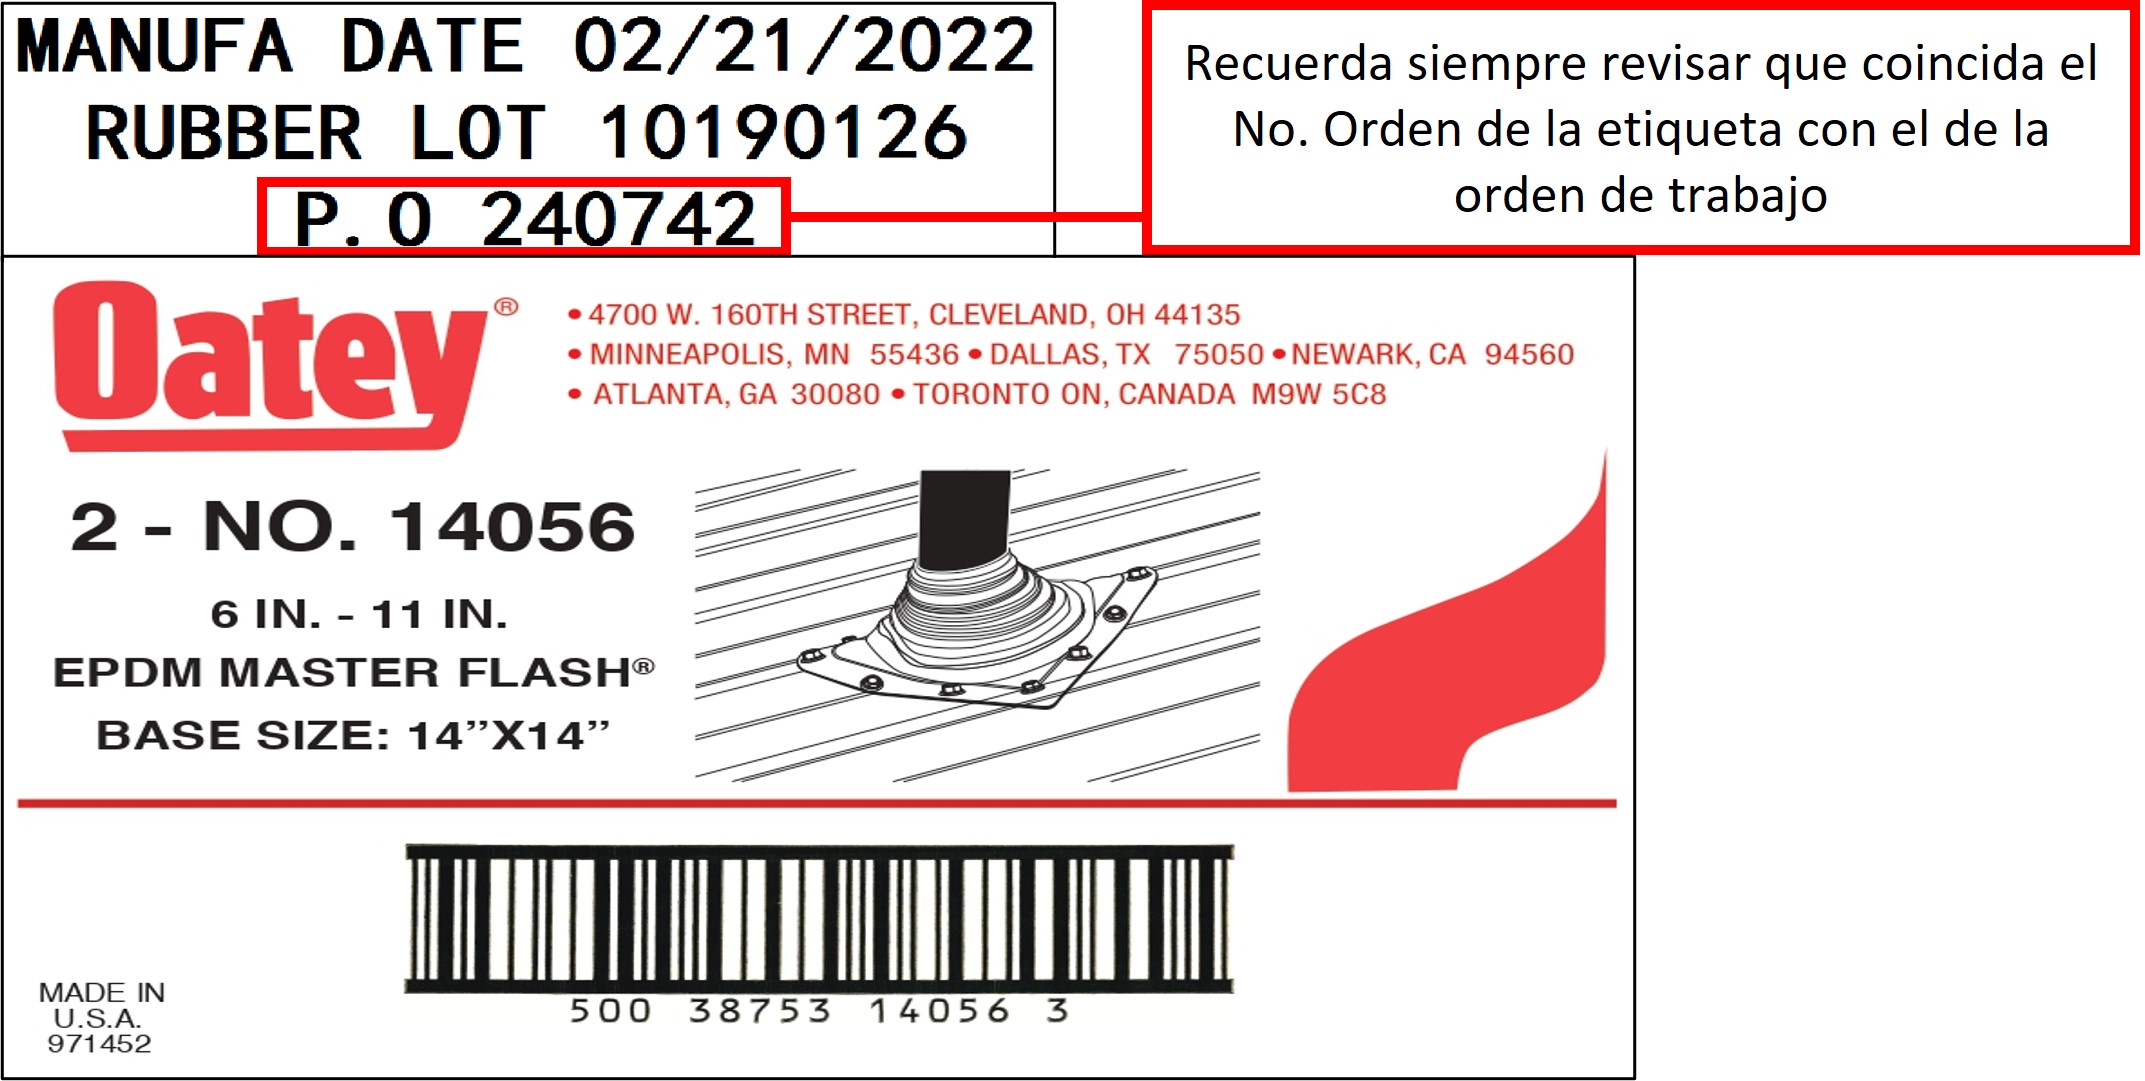 MANUFA DATE 02/21/2022
RUBBER LOT 10190126
P.O 240742
Recuerda siempre revisar que coincida el
No. Orden de la etiqueta con el de la
orden de trabajo
Oatey®
• 4700 W. 160TH STREET, CLEVELAND, OH 44135
• MINNEAPOLIS, MN 55436 • DALLAS, TX 75050 • NEWARK, CA 94560
• ATLANTA, GA 30080 • TORONTO ON, CANADA M9W 5C8
2 - NO. 14056
6 IN. - 11 IN.
EPDM MASTER FLASH®
BASE SIZE: 14”X14”
500 38753 14056 3
MADE IN
U.S.A.
971452